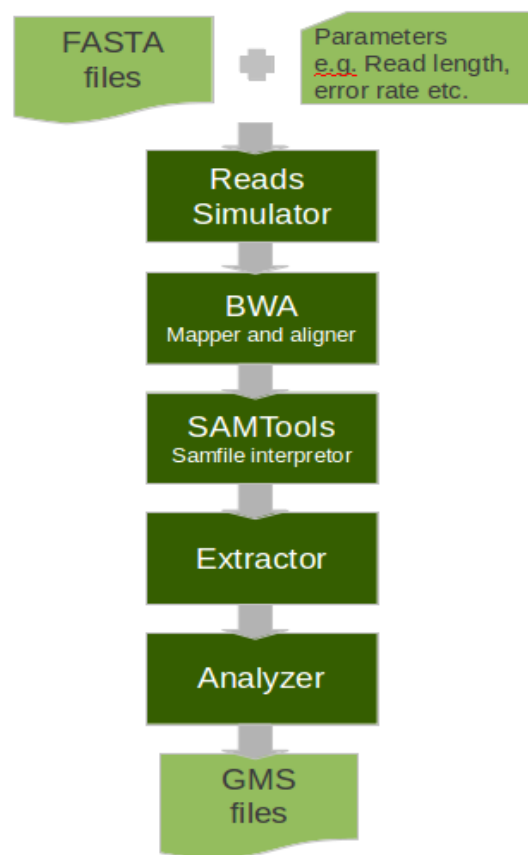 FASTA
files
Parameters
e.g. Read length,
error rate etc.
Reads
Simulator
BWA
Mapper and aligner
SAMTools
Samfile interpretor
Extractor
Analyzer
GMS
files